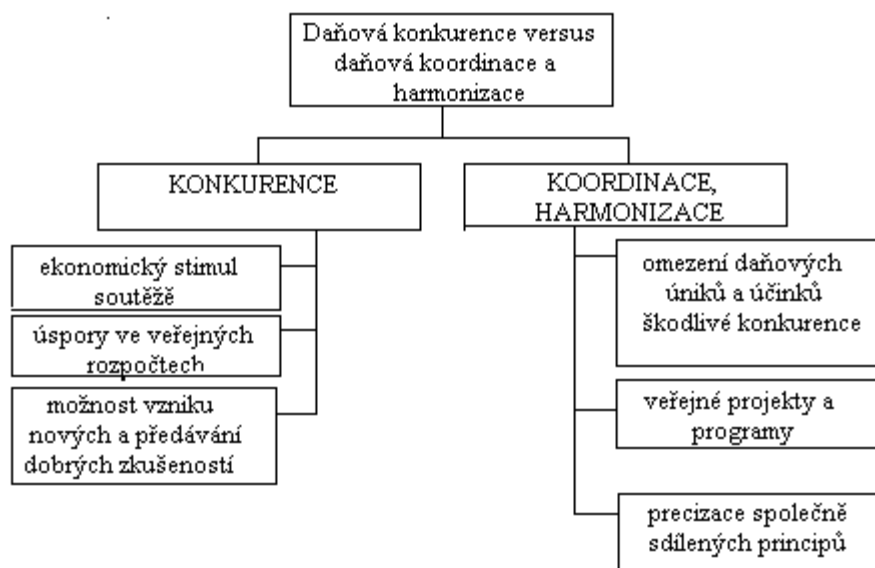 Daňová konkurence versus
daňová koordinace a
harmonizace
KONKURENCE
ekonomický stimul
soutěžě
úspory ve veřejných
rozpočtech
možnost vzniku
nových a předávání
dobrých zkušeností
KOORDINACE,
HARMONIZACE
omezení daňových
úniků a účinků
škodlivé konkurence
veřejné projekty a
programy
precizace společně
sdílených principů